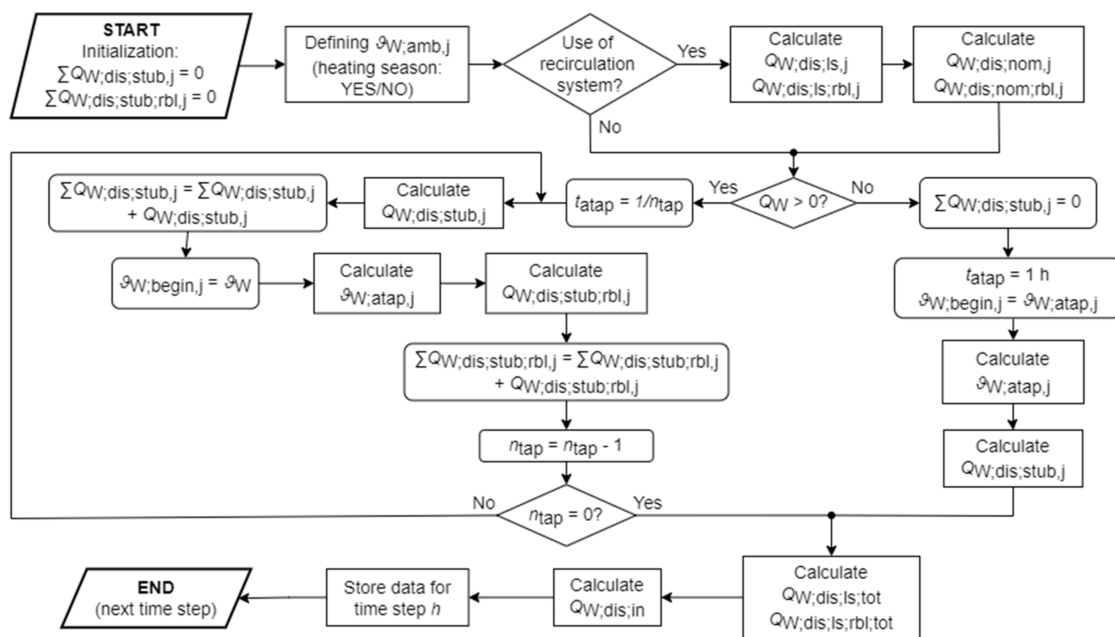 START
Initialization:
∑QW;dis;stub,j = 0
∑QW;dis;stub;rbl,j = 0
Defining ϑW;amb,j
(heating season:
YES/NO)
Use of
recirculation
system?
Yes
No
Calculate
QW;dis;ls,j
QW;dis;ls;rbl,j
Calculate
QW;dis;nom,j
QW;dis;nom;rbl,j
QW > 0?
Yes
No
tatap = 1/ntap
Calculate
QW;dis;stub,j
∑QW;dis;stub,j = ∑QW;dis;stub,j
+ QW;dis;stub,j
ϑW;begin,j = ϑW
Calculate
ϑW;atap,j
Calculate
QW;dis;stub;rbl,j
∑QW;dis;stub;rbl,j = ∑QW;dis;stub;rbl,j
+ QW;dis;stub;rbl,j
ntap = ntap - 1
ntap = 0?
No
Yes
∑QW;dis;stub,j = 0
tatap = 1 h
ϑW;begin,j = ϑW;atap,j
Calculate
ϑW;atap,j
Calculate
QW;dis;stub,j
Calculate
QW;dis;ls;tot
QW;dis;ls;rbl;tot
Calculate
QW;dis;in
Store data for
time step h
END
(next time step)